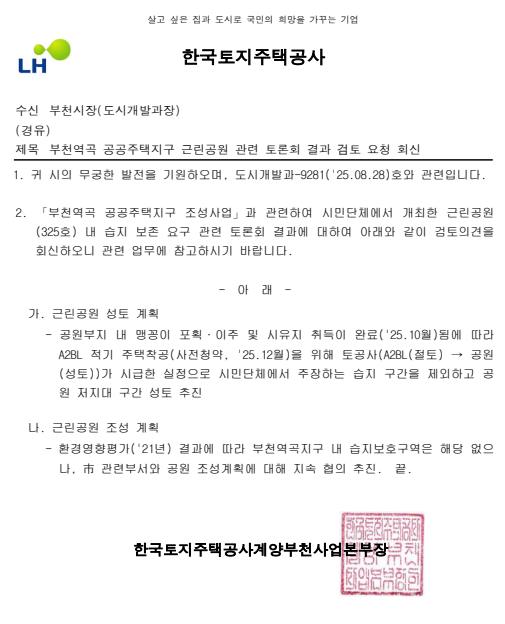 살고 싶은 집과 도시로 국민의 희망을 가꾸는 기업
LH
한국토지주택공사
수신 부천시장(도시개발과장)
(경유)
제목 부천역곡 공공주택지구 근린공원 관련 토론회 결과 검토 요청 회신
1. 귀 시의 무궁한 발전을 기원하오며, 도시개발과-9281('25.08.28)호와 관련입니다.
2. 「부천역곡 공공주택지구 조성사업」과 관련하여 시민단체에서 개최한 근린공원
(325호) 내 습지 보존 요구 관련 토론회 결과에 대하여 아래와 같이 검토의견을
회신하오니 관련 업무에 참고하시기 바랍니다.
- 아 래 -
가. 근린공원 성토 계획
- 공원부지 내 맹꽁이 포획·이주 및 시유지 취득이 완료('25.10월)됨에 따라
A2BL 적기 주택착공(사전청약, '25.12월)을 위해 토공사(A2BL(절토) → 공원
(성토))가 시급한 실정으로 시민단체에서 주장하는 습지 구간을 제외하고 공
원 저지대 구간 성토 추진
나. 근린공원 조성 계획
- 환경영향평가('21년) 결과에 따라 부천역곡지구 내 습지보호구역은 해당 없으
나, 市 관련부서와 공원 조성계획에 대해 지속 협의 추진. 끝.
한국토지주택공사계양부천사업본부장